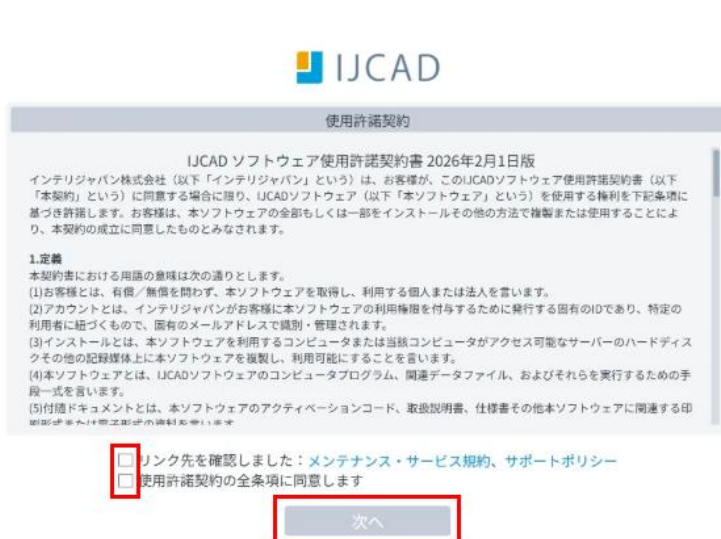 IJCAD
使用許諾契約
IJCAD ソフトウェア使用許諾契約書 2026年2月1日版
インテリジャパン株式会社（以下「インテリジャパン」という）は、お客様が、このIJCADソフトウェア使用許諾契約書（以下
「本契約」という）に同意する場合に限り、IJCADソフトウェア（以下「本ソフトウェア」という）を使用する権利を下記条項に
基づき許諾します。お客様は、本ソフトウェアの全部もしくは一部をインストールその他の方法で複製または使用することによ
り、本契約の成立に同意したものとみなされます。
1.定義
本契約書における用語の意味は次の通りとします。
(1)お客様とは、有償／無償を問わず、本ソフトウェアを取得し、利用する個人または法人を言います。
(2)アカウントとは、インテリジャパンがお客様に本ソフトウェアの利用権限を付与するために発行する固有のIDであり、特定の
利用者に紐づくもので、固有のメールアドレスで識別・管理されます。
(3)インストールとは、本ソフトウェアを利用するコンピュータまたは当該コンピュータがアクセス可能なサーバーのハードディス
クその他の記録媒体上に本ソフトウェアを複製し、利用可能にすることを言います。
(4)本ソフトウェアとは、IJCADソフトウェアのコンピュータプログラム、関連データファイル、およびそれらを実行するための手
段一式を言います。
(5)付随ドキュメントとは、本ソフトウェアのアクティベーションコード、取扱説明書、仕様書その他本ソフトウェアに関連する印
刷形式または電子形式の資料を言います。
リンク先を確認しました：メンテナンス・サービス規約、サポートポリシー
使用許諾契約の全条項に同意します
次へ